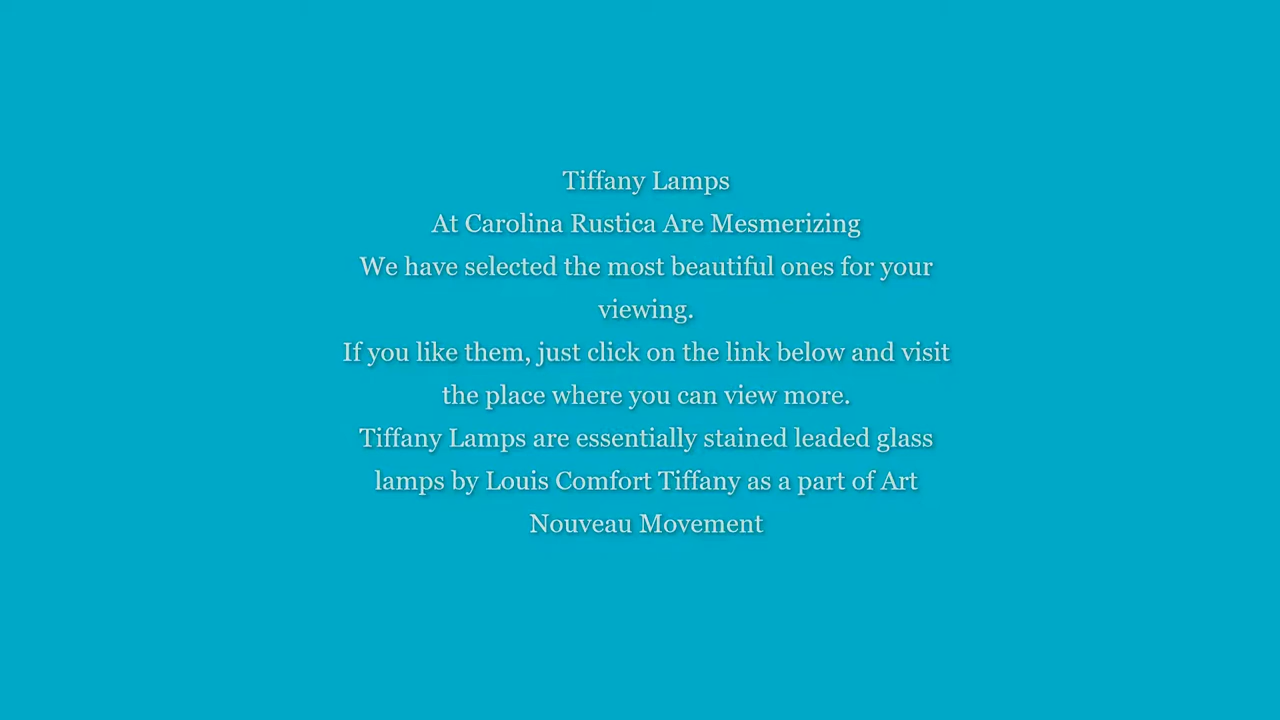 Tiffany Lamps
At Carolina Rustica Are Mesmerizing
We have selected the most beautiful ones for your
viewing.
If you like them, just click on the link below and visit
the place where you can view more.
Tiffany Lamps are essentially stained leaded glass
lamps by Louis Comfort Tiffany as a part of Art
Nouveau Movement